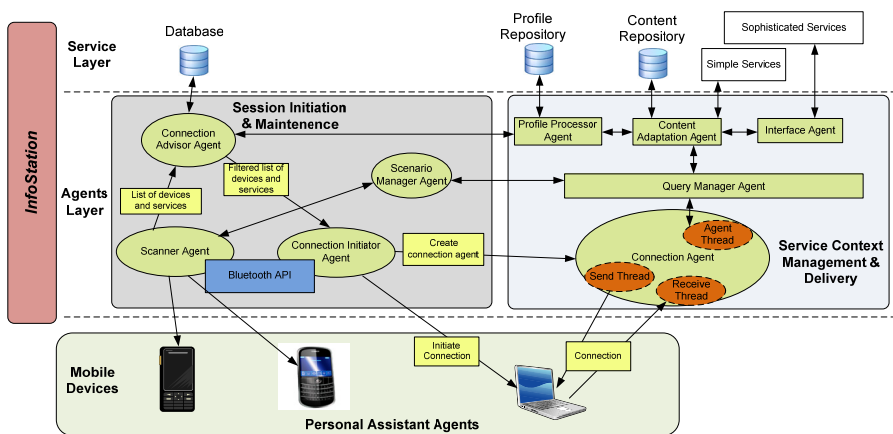 InfoStation
Service
Layer
Database
Profile
Repository
Content
Repository
Sophisticated Services
Simple Services
Agents
Layer
Session Initiation
& Maintenence
Connection
Advisor Agent
Filtered list of
devices and
services
List of devices
and services
Scenario
Manager Agent
Scanner Agent
Connection Initiator
Agent
Bluetooth API
Create
connection agent
Profile Processor
Agent
Content
Adaptation Agent
Interface Agent
Query Manager Agent
Agent
Thread
Connection Agent
Send Thread
Receive
Thread
Service Context
Management &
Delivery
Mobile
Devices
Initiate
Connection
Connection
Personal Assistant Agents